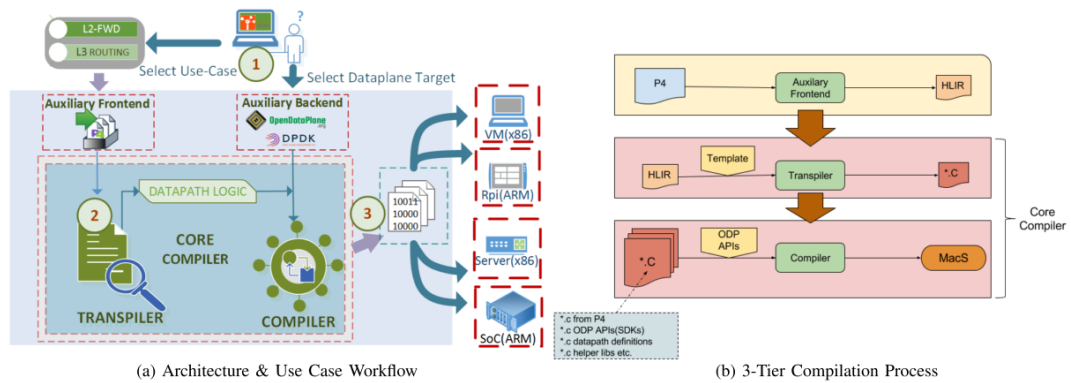 L2-FWD
L3 ROUTING
?
Select Use-Case
1
Select Dataplane Target
Auxiliary Frontend
Auxiliary Backend
OpenDataPlane
.org
DPDK
VM(x86)
Rpi(ARM)
Server(x86)
SoC(ARM)
DATAPATH LOGIC
2
3
10011
10000
10000
CORE
COMPILER
TRANSPILER
COMPILER
(a) Architecture & Use Case Workflow
P4
Auxilary
Frontend
HLIR
HLIR
Template
Transpiler
*.C
Core
Compiler
*.C
ODP
APIs
Compiler
MacS
*.c from P4
*.c ODP APIs(SDKs)
*.c datapath definitions
*.c helper libs etc.
(b) 3-Tier Compilation Process